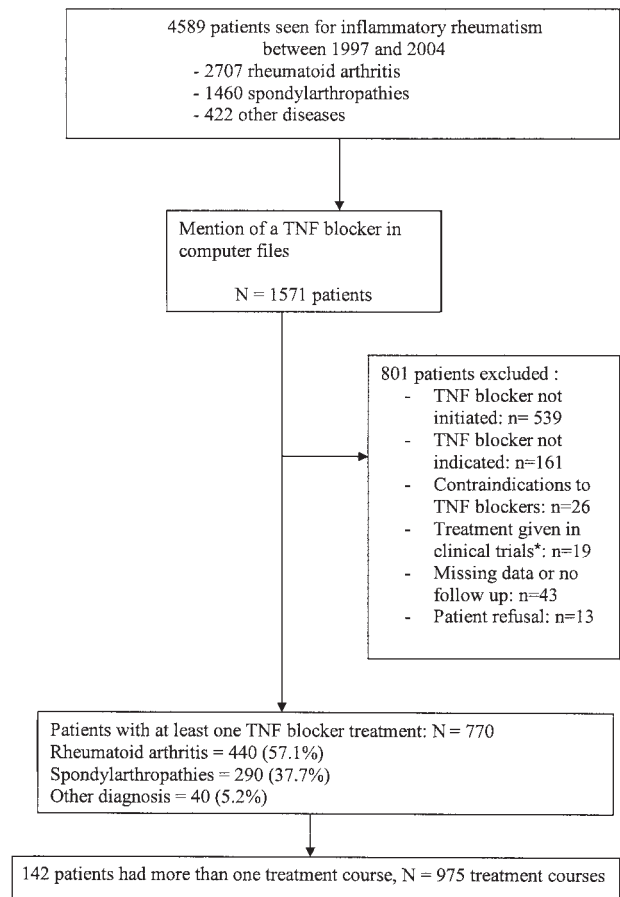 4589 patients seen for inflammatory rheumatism
between 1997 and 2004
- 2707 rheumatoid arthritis
- 1460 spondylarthropathies
- 422 other diseases
Mention of a TNF blocker in
computer files
N = 1571 patients
801 patients excluded :
- TNF blocker not
initiated: n= 539
- TNF blocker not
indicated: n=161
- Contraindications to
TNF blockers: n=26
- Treatment given in
clinical trials*: n=19
- Missing data or no
follow up: n=43
- Patient refusal: n=13
Patients with at least one TNF blocker treatment: N = 770
Rheumatoid arthritis = 440 (57.1%)
Spondylarthropathies = 290 (37.7%)
Other diagnosis = 40 (5.2%)
142 patients had more than one treatment course, N = 975 treatment courses